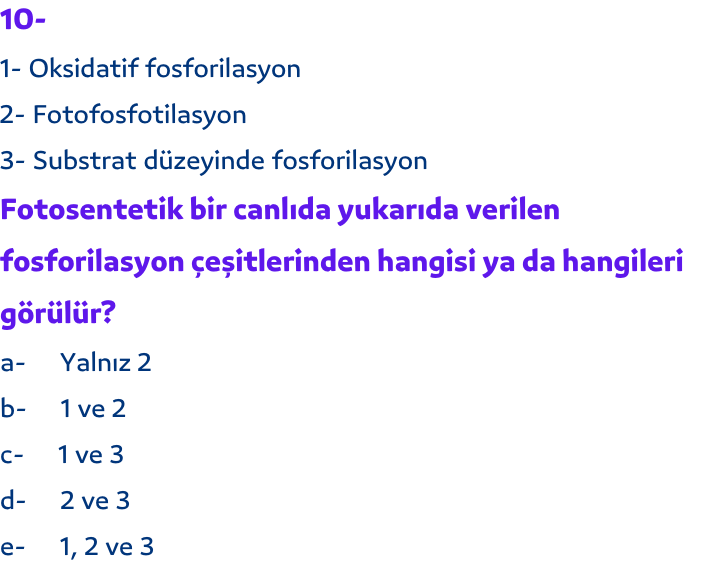 10-
1- Oksidatif fosforilasyon
2- Fotofosfotilasyon
3- Substrat düzeyinde fosforilasyon
Fotosentetik bir canlıda yukarıda verilen
fosforilasyon çeşitlerinden hangisi ya da hangileri
görülür?
a- Yalnız 2
b- 1 ve 2
c- 1 ve 3
d- 2 ve 3
e- 1, 2 ve 3